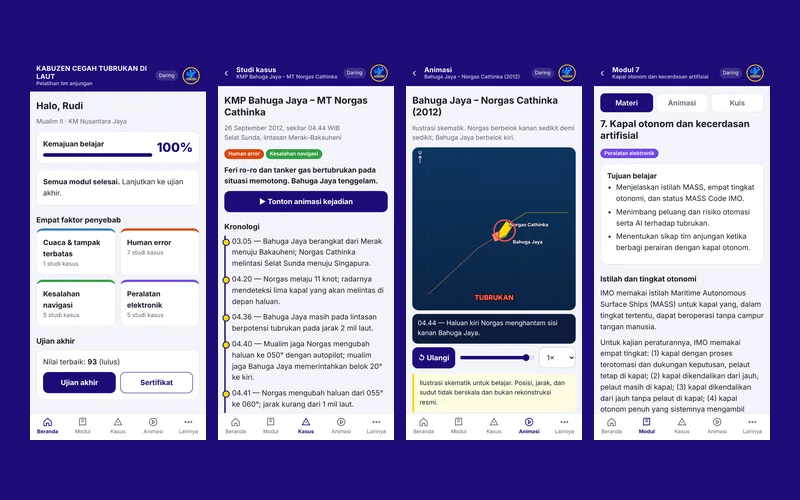 KABUZEN CEGAH TUBRUKAN DI
LAUT
Pelatihan tim anjungan
Daring
Halo, Rudi
Mualim II · KM Nusantara Jaya
Kemajuan belajar
100%
Semua modul selesai. Lanjutkan ke ujian
akhir.
Empat faktor penyebab
Cuaca & tampak
terbatas
1 studi kasus
Human error
7 studi kasus
Kesalahan
navigasi
5 studi kasus
Peralatan
elektronik
5 studi kasus
Ujian akhir
Nilai terbaik: 93 (lulus)
Ujian akhir
Sertifikat
Beranda
Modul
Kasus
Animasi
Lainnya
Studi kasus
KMP Bahuga Jaya – MT Norgas Cathinka
Daring
KMP Bahuga Jaya – MT Norgas
Cathinka
26 September 2012, sekitar 04.44 WIB
Selat Sunda, lintasan Merak–Bakauheni
Human error
Kesalahan navigasi
Feri ro-ro dan tanker gas bertubrukan pada
situasi memotong. Bahuga Jaya tenggelam.
▶ Tonton animasi kejadian
Kronologi
03.05 — Bahuga Jaya berangkat dari Merak
menuju Bakauheni; Norgas Cathinka
melintasi Selat Sunda menuju Singapura.
04.20 — Norgas melaju 11 knot; radarnya
mendeteksi lima kapal yang akan melintas di
depan haluan.
04.36 — Bahuga Jaya masih pada lintasan
berpotensi tubrukan pada jarak 2 mil laut.
04.40 — Mualim jaga Norgas mengubah
haluan ke 050° dengan autopilot; mualim
jaga Bahuga Jaya memerintahkan belok 20°
ke kiri.
04.41 — Norgas mengubah haluan dari 055°
ke 060°; jarak kurang dari 1 mil laut.
Beranda
Modul
Kasus
Animasi
Lainnya
Animasi
Bahuga Jaya – Norgas Cathinka (2012)
Daring
Bahuga Jaya – Norgas Cathinka
(2012)
Ilustrasi skematik. Norgas berbelok kanan sedikit demi
sedikit; Bahuga Jaya berbelok kiri.
U
Norgas Cathinka
Bahuga Jaya
TUBRUKAN
04.44 — Haluan kiri Norgas menghantam sisi
kanan Bahuga Jaya.
Ulangi
1×
Ilustrasi skematik untuk belajar. Posisi, jarak, dan
sudut tidak berskala dan bukan rekonstruksi
resmi.
Beranda
Modul
Kasus
Animasi
Lainnya
Modul 7
Kapal otonom dan kecerdasan artifisial
Daring
Materi
Animasi
Kuis
7. Kapal otonom dan kecerdasan
artifisial
Peralatan elektronik
Tujuan belajar
Menjelaskan istilah MASS, empat tingkat
otonomi, dan status MASS Code IMO.
Menimbang peluang dan risiko otomasi
serta AI terhadap tubrukan.
Menentukan sikap tim anjungan ketika
berbagi perairan dengan kapal otonom.
Istilah dan tingkat otonomi
IMO memakai istilah Maritime Autonomous
Surface Ships (MASS) untuk kapal yang, dalam
tingkat tertentu, dapat beroperasi tanpa campur
tangan manusia.
Untuk kajian peraturannya, IMO memakai
empat tingkat: (1) kapal dengan proses
terotomasi dan dukungan keputusan, pelaut
tetap di kapal; (2) kapal dikendalikan dari jauh,
pelaut masih di kapal; (3) kapal dikendalikan
dari jauh tanpa pelaut di kapal; (4) kapal
otonom penuh yang sistemnya mengambil
Beranda
Modul
Kasus
Animasi
Lainnya